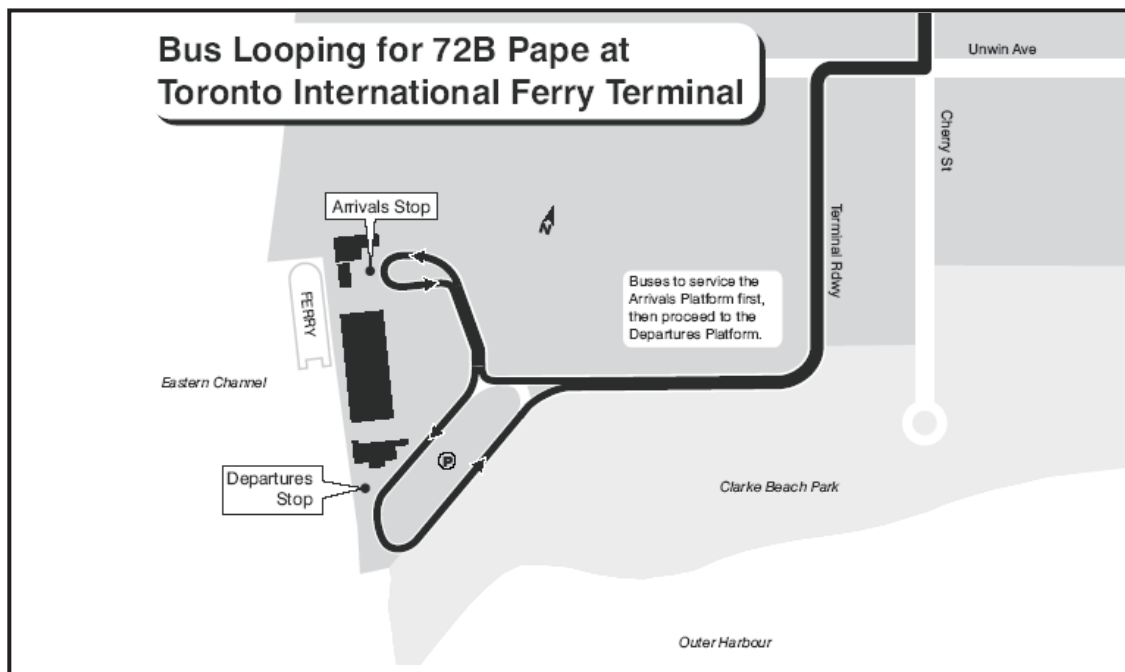 Bus Looping for 72B Pape at
Toronto International Ferry Terminal
Unwin Ave
Cherry St
Arrivals Stop
N
Terminal Rdwy
Buses to service the
Arrivals Platform first,
then proceed to the
Departures Platform.
FERRY
Eastern Channel
P
Departures
Stop
Clarke Beach Park
Outer Harbour